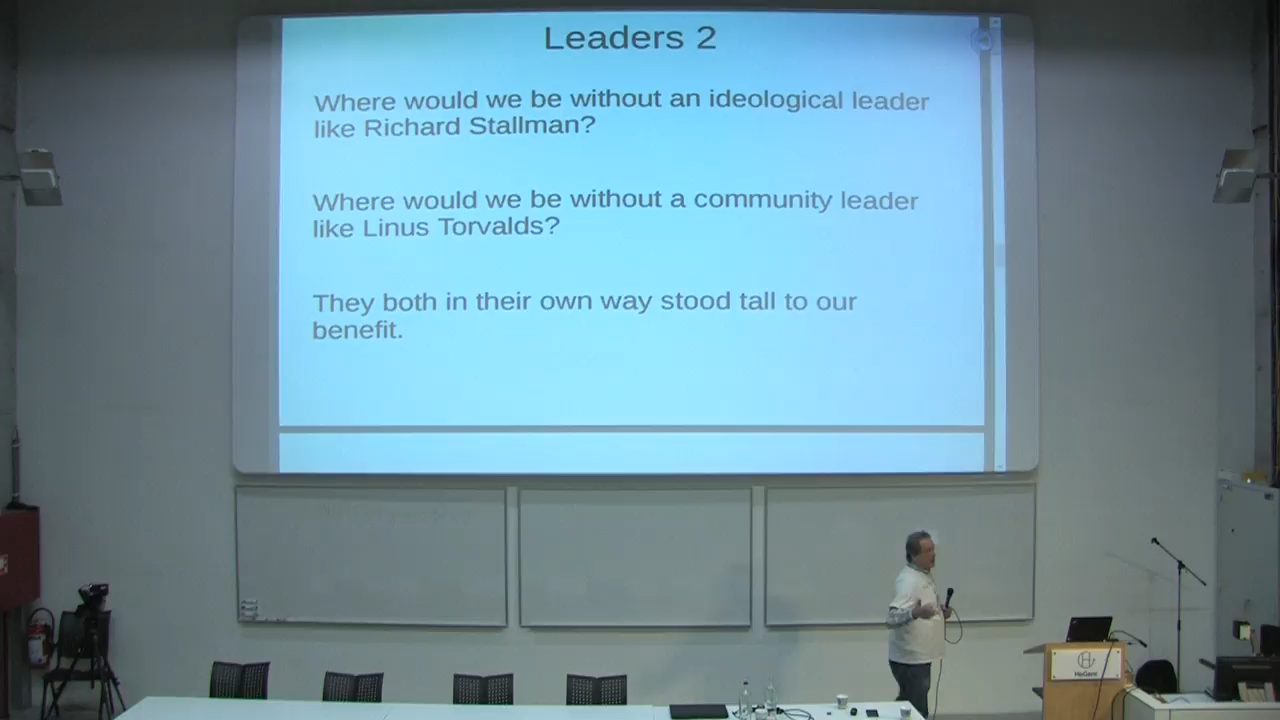 Leaders 2
Where would we be without an ideological leader
like Richard Stallman?
Where would we be without a community leader
like Linus Torvalds?
They both in their own way stood tall to our
benefit.
HoGent